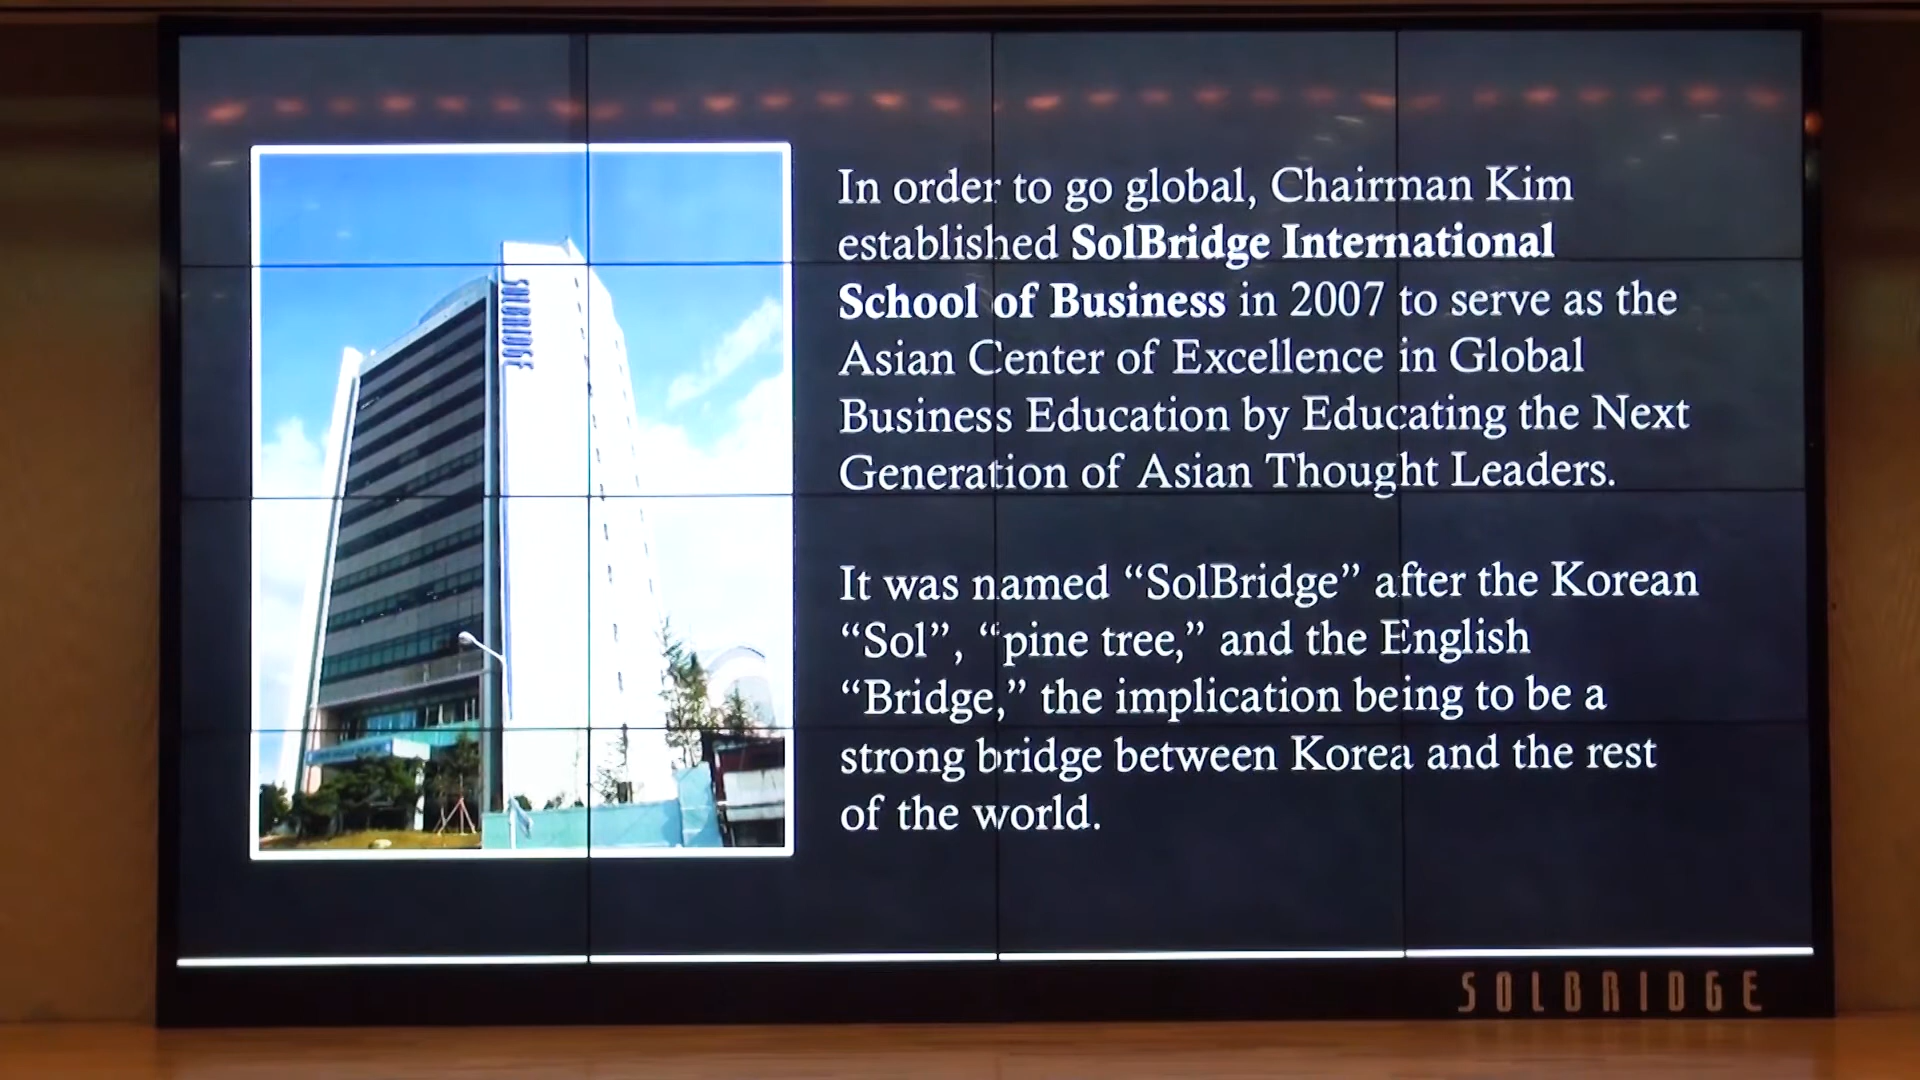 SOLBRIDGE
In order to go global, Chairman Kim
established SolBridge International
School of Business in 2007 to serve as the
Asian Center of Excellence in Global
Business Education by Educating the Next
Generation of Asian Thought Leaders.
It was named “SolBridge” after the Korean
“Sol”, “pine tree,” and the English
“Bridge,” the implication being to be a
strong bridge between Korea and the rest
of the world.
SOLBRIDGE